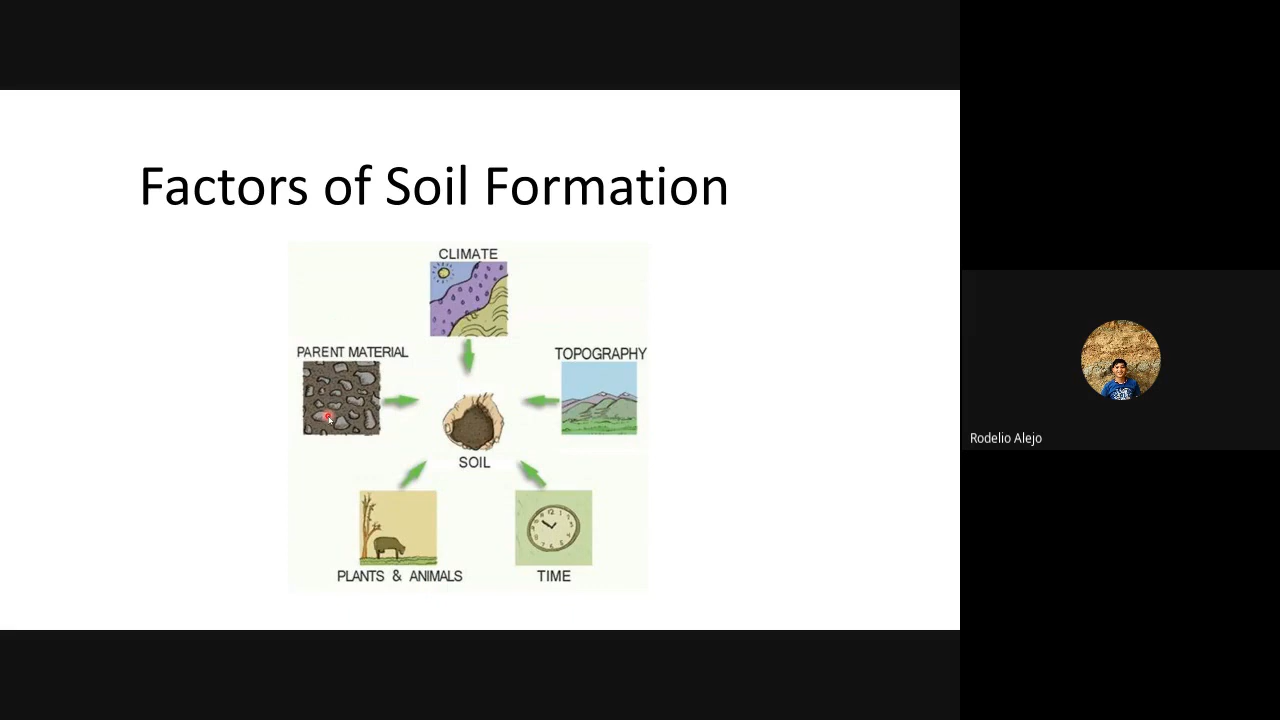 Factors of Soil Formation
CLIMATE
PARENT MATERIAL
TOPOGRAPHY
SOIL
PLANTS & ANIMALS
TIME
Rodelio Alejo